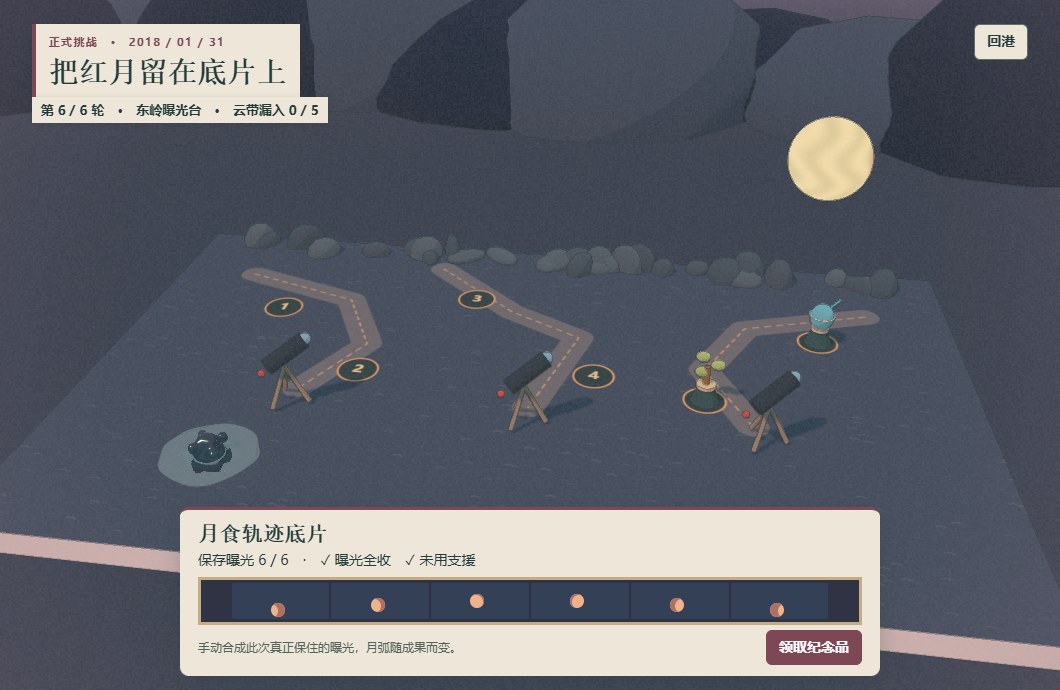 正式挑战 • 2018 / 01 / 31
把红月留在底片上
第 6 / 6 轮 • 东岭曝光台 • 云带漏入 0 / 5
回港
1
2
3
4
月食轨迹底片
保存曝光 6 / 6 · ✓ 曝光全收 ✓ 未用支援
手动合成此次真正保住的曝光，月弧随成果而变。
领取纪念品